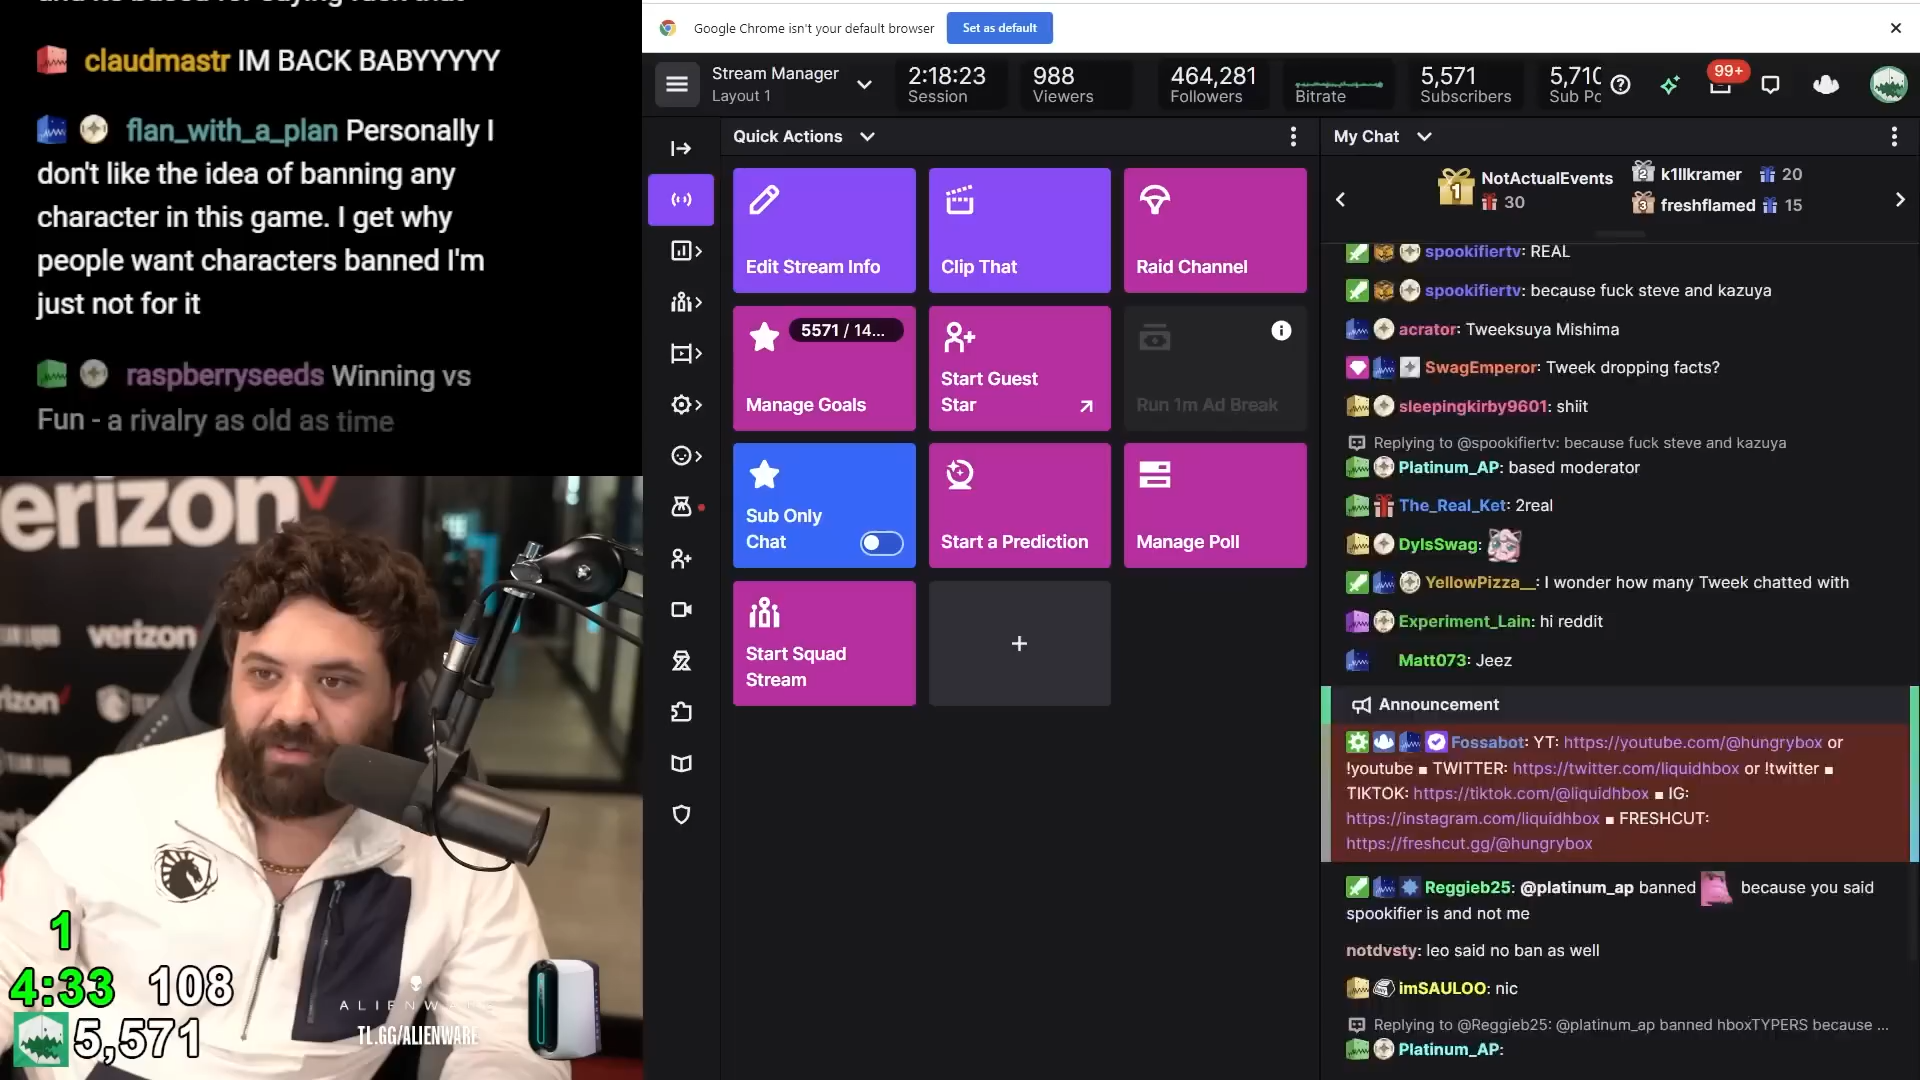 claudmastr IM BACK BABYYYYY
flan_with_a_plan Personally I
don't like the idea of banning any
character in this game. I get why
people want characters banned I'm
just not for it
raspberryseeds Winning vs
Fun - a rivalry as old as time
verizon
verizon
1
4:33 108
5,571
ALIENW
TL.GG/ALIENWARE
Google Chrome isn't your default browser
Set as default
Stream Manager
Layout 1
2:18:23
Session
988
Viewers
464,281
Followers
Bitrate
5,571
Subscribers
Sub Po
99+
Quick Actions
Edit Stream Info
Clip That
Raid Channel
5571 / 14...
Manage Goals
Start Guest
Star
Run 1m Ad Break
Sub Only
Chat
Start a Prediction
Manage Poll
Start Squad
Stream
+
My Chat
1
NotActualEvents
30
2
k1llkramer 20
3
freshflamed 15
spookifiertv: REAL
spookifiertv: because fuck steve and kazuya
acrator: Tweeksuya Mishima
SwagEmperor: Tweek dropping facts?
sleepingkirby9601: shiit
Replying to @spookifiertv: because fuck steve and kazuya
Platinum_AP: based moderator
The_Real_Ket: 2real
DylsSwag:
YellowPizza__: I wonder how many Tweek chatted with
Experiment_Lain: hi reddit
Matt073: Jeez
Announcement
Fossabot: YT: https://youtube.com/@hungrybox or
!youtube ■ TWITTER: https://twitter.com/liquidhbox or !twitter ■
TIKTOK: https://tiktok.com/@liquidhbox ■ IG:
https://instagram.com/liquidhbox ■ FRESHCUT:
https://freshcut.gg/@hungrybox
Reggieb25: @platinum_ap banned because you said
spookifier is and not me
notdvsty: leo said no ban as well
imSAULOO: nic
Replying to @Reggieb25: @platinum_ap banned hboxTYPERS because ...
Platinum_AP: